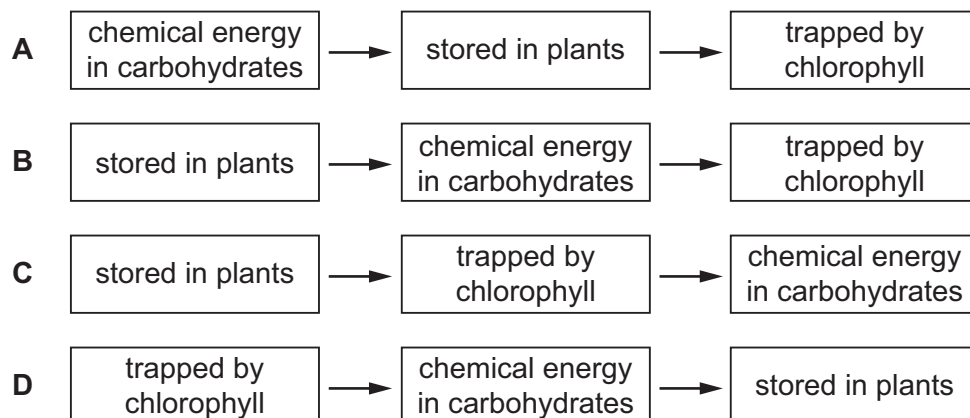 A
chemical energy
in carbohydrates
stored in plants
trapped by
chlorophyll
B
stored in plants
chemical energy
in carbohydrates
trapped by
chlorophyll
C
stored in plants
trapped by
chlorophyll
chemical energy
in carbohydrates
D
trapped by
chlorophyll
chemical energy
in carbohydrates
stored in plants